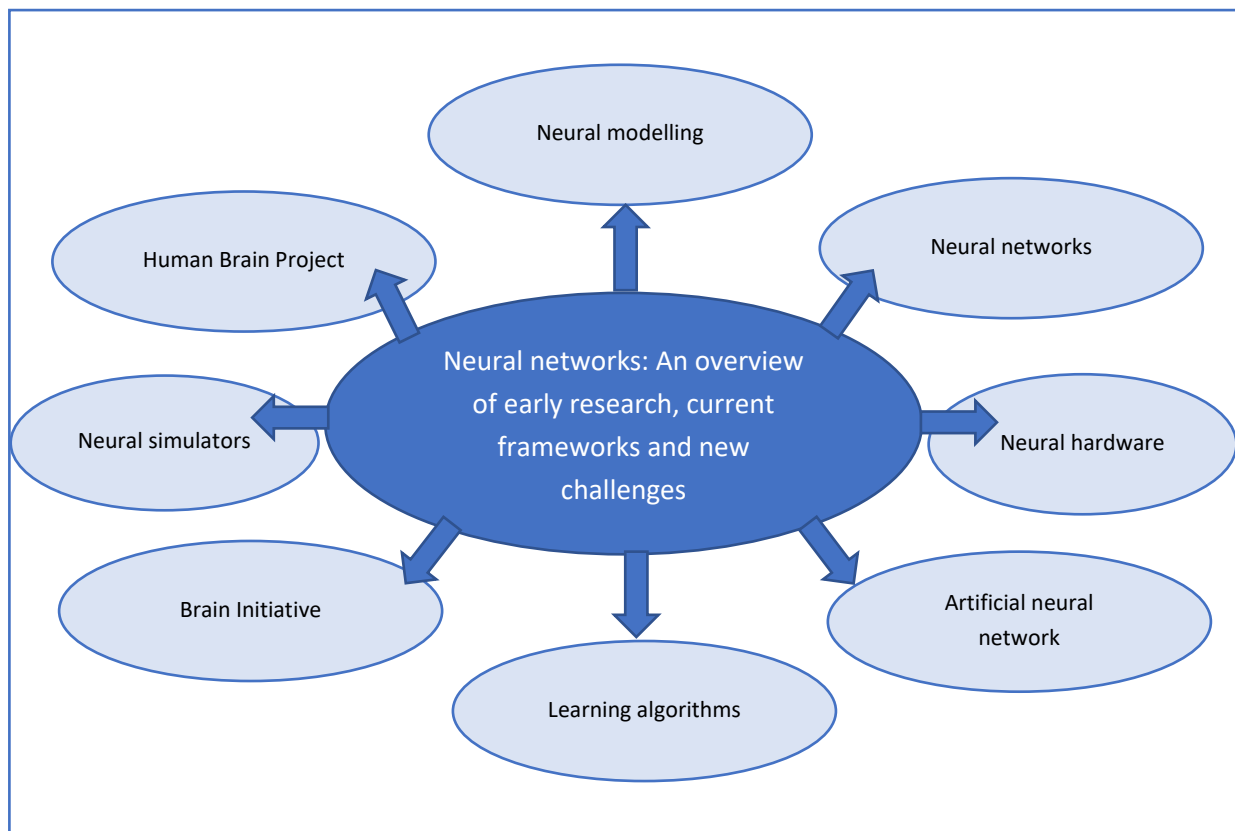 Neural modelling
Human Brain Project
Neural networks
Neural networks: An overview
of early research, current
frameworks and new
challenges
Neural simulators
Neural hardware
Brain Initiative
Artificial neural
network
Learning algorithms